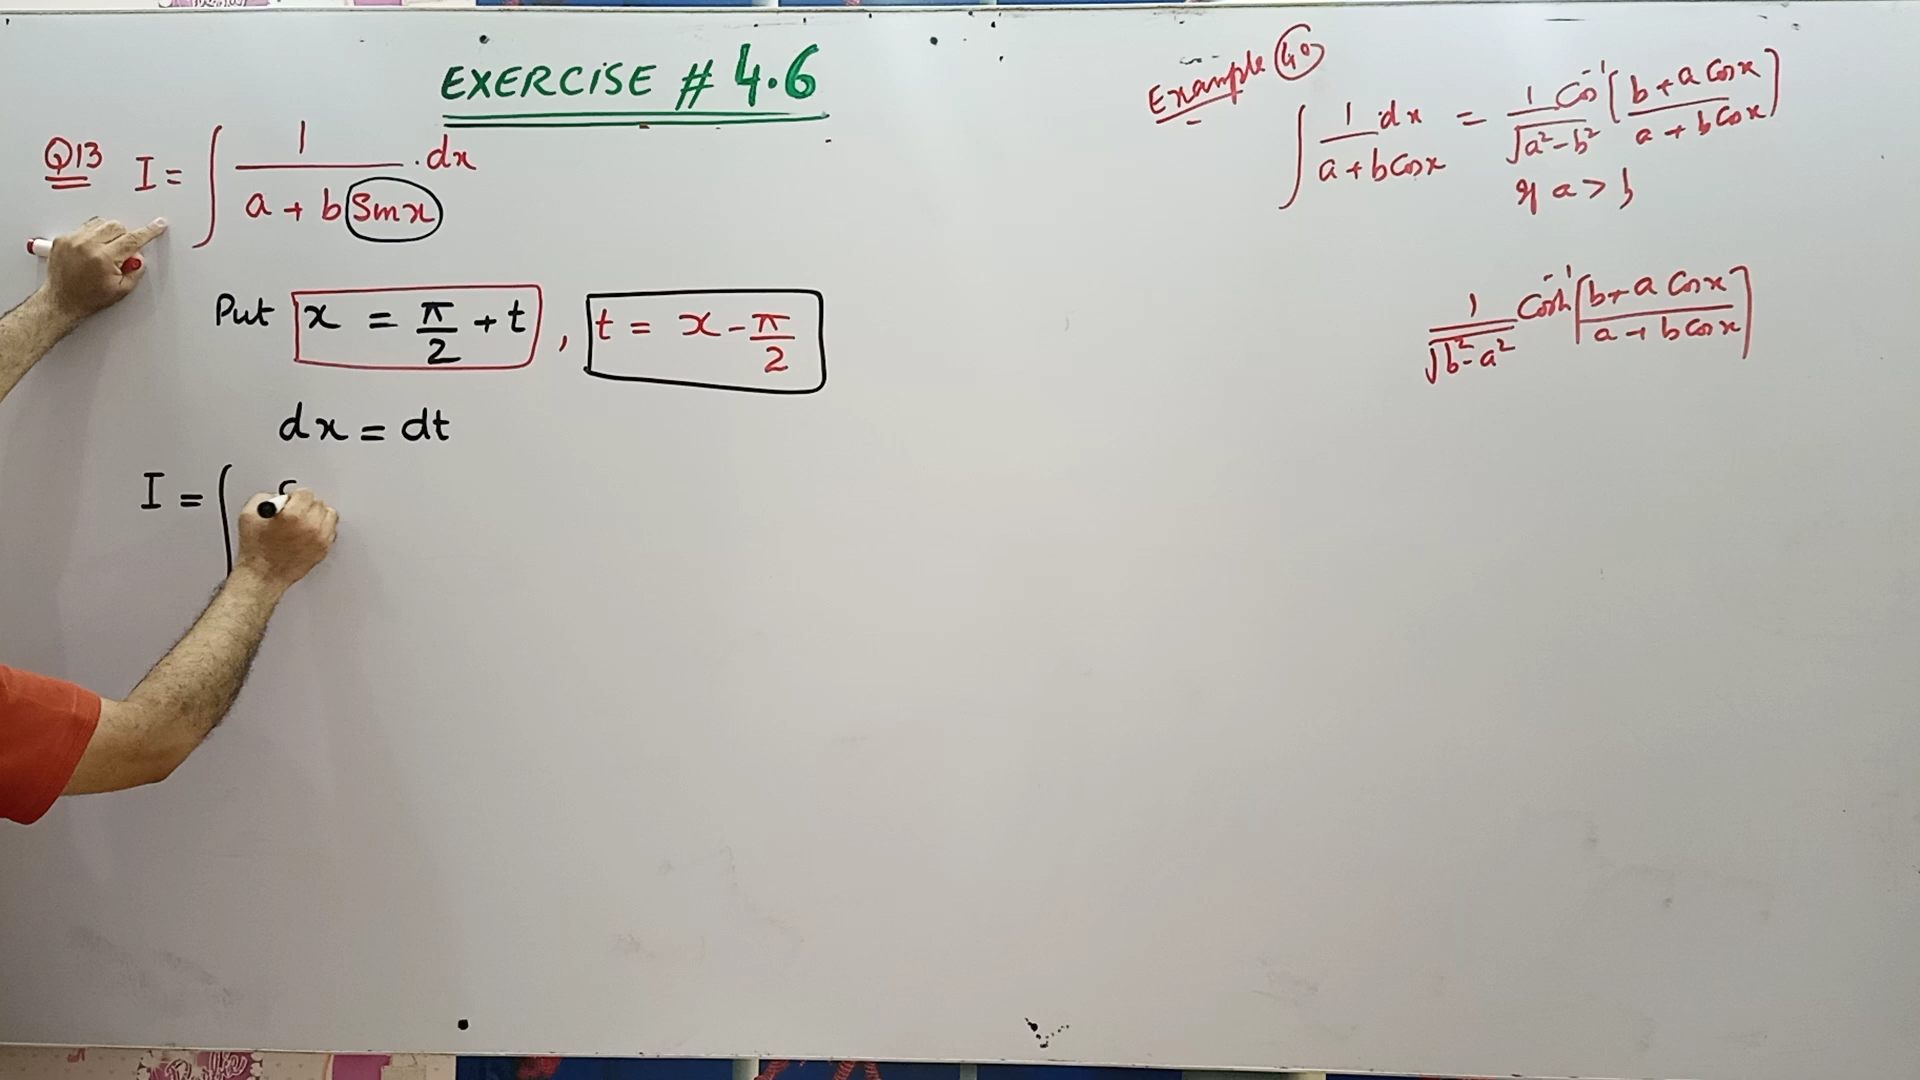 EXERCISE # 4.6
Q13 I = ∫ 1 / (a + b Sinx) . dx
Put x = π/2 + t , t = x - π/2
dx = dt
I = ∫
Example 40
∫ 1 / (a + b Cosx) dx = 1 / √(a² - b²) Cos⁻¹ [ (b + a Cosx) / (a + b Cosx) ]
if a > b
1 / √(b² - a²) Cosh⁻¹ [ (b + a Cosx) / (a + b Cosx) ]